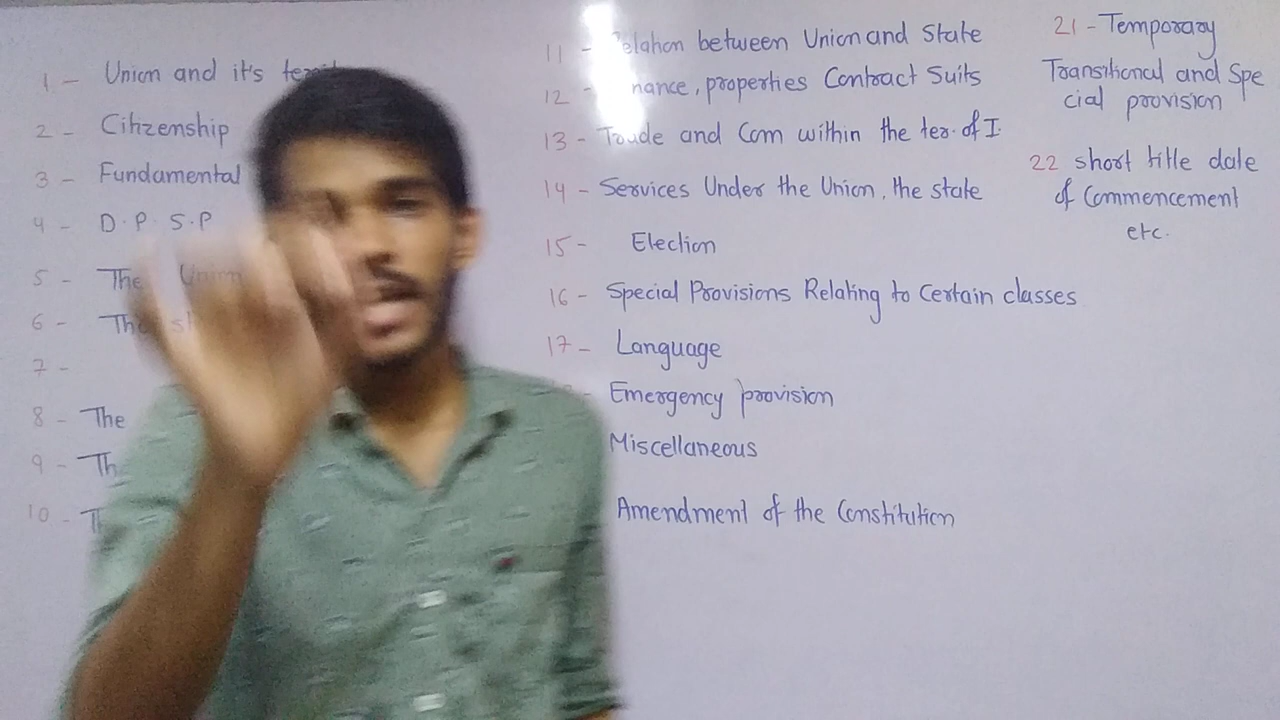 1 - Union and it's
2 - Citizenship
3 - Fundamental
4 - D.P.S.P
5 - The Union
6 - The
7 -
8 - The
9 -
10 -
11 - between Union and State
12 - properties Contract Suits
13 - Trade and Com within the ter. of I.
14 - Services Under the Union, the state
15 - Election
16 - Special Provisions Relating to Certain classes
17 - Language
Emergency provision
Miscellaneous
Amendment of the Constitution
21 - Temporary
Transitional and Spe
cial provision
22 short title date
of Commencement
etc.